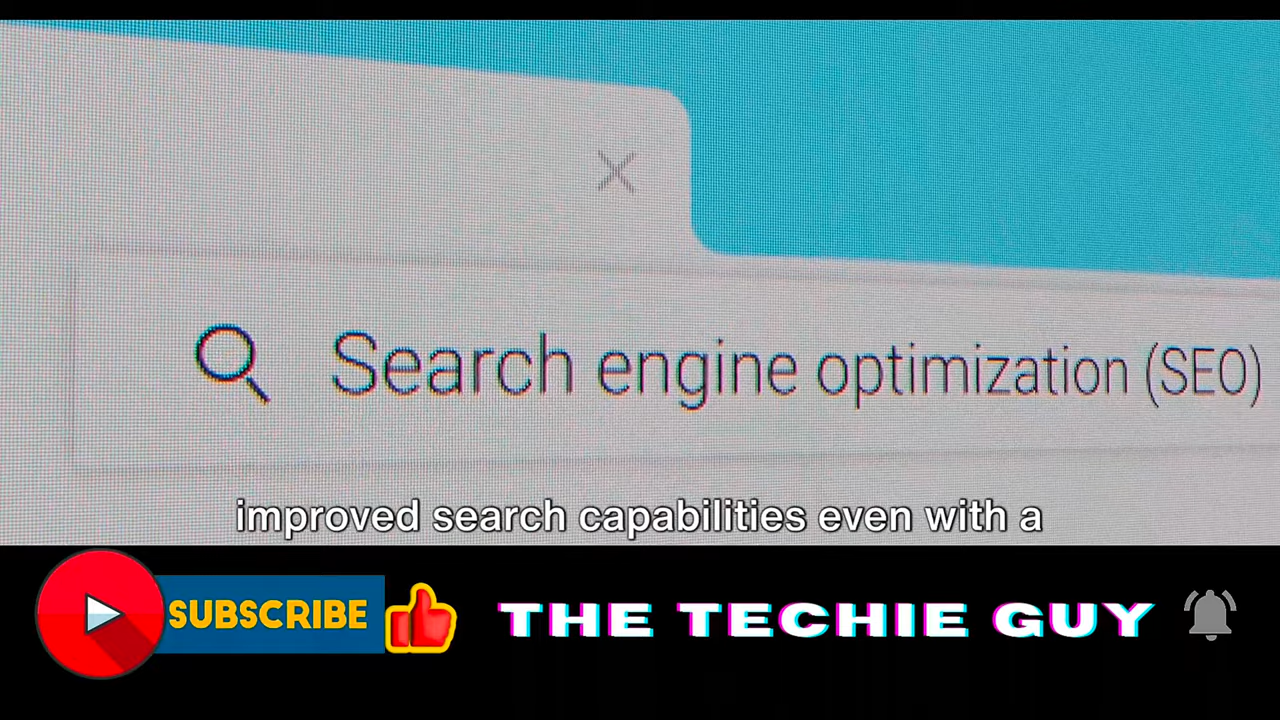 Search engine optimization (SEO)
improved search capabilities even with a
SUBSCRIBE
THE TECHIE GUY